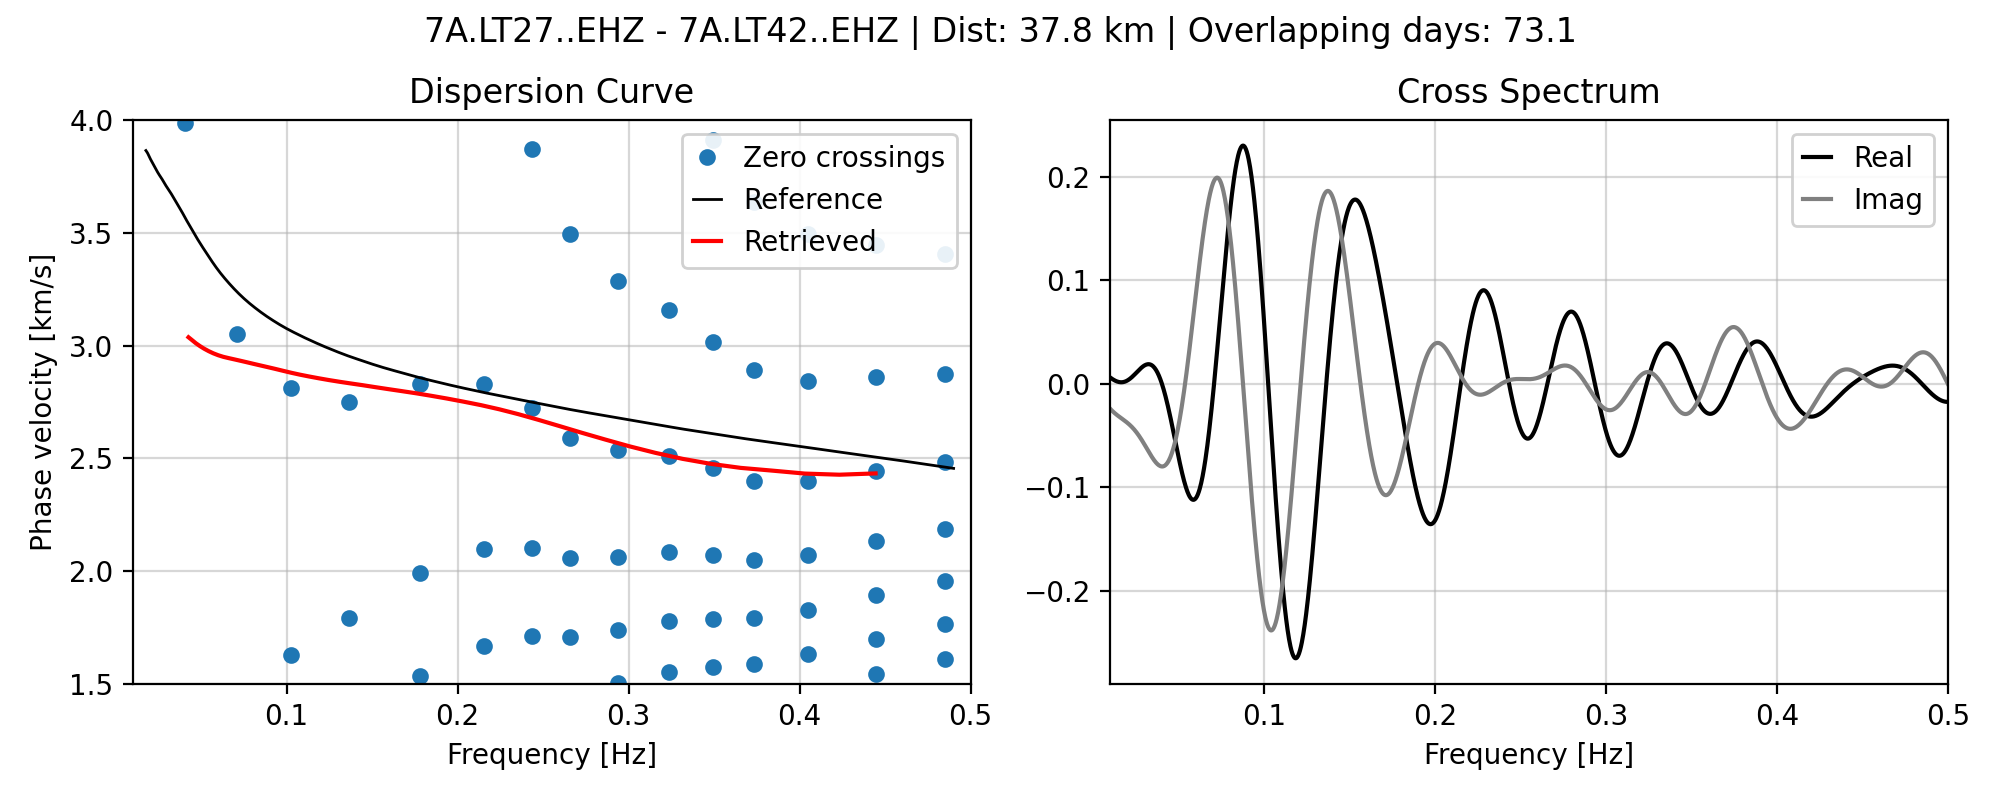 7A.LT27..EHZ - 7A.LT42..EHZ | Dist: 37.8 km | Overlapping days: 73.1
Dispersion Curve
4.0
3.5
3.0
2.5
2.0
1.5
Phase velocity [km/s]
Zero crossings
Reference
Retrieved
0.1
0.2
0.3
0.4
0.5
Frequency [Hz]
Cross Spectrum
0.2
0.1
0.0
−0.1
−0.2
Real
Imag
0.1
0.2
0.3
0.4
0.5
Frequency [Hz]